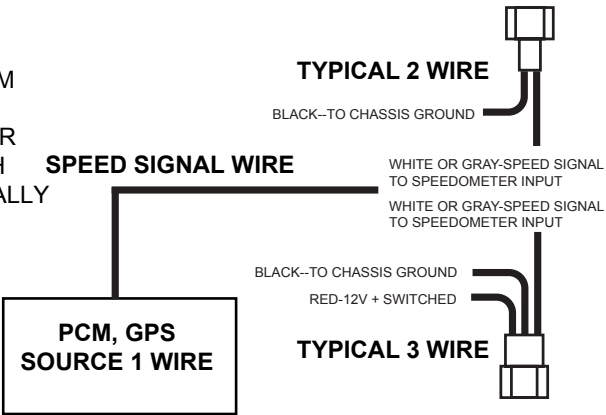 M
R
H
ALLY
TYPICAL 2 WIRE
BLACK--TO CHASSIS GROUND
SPEED SIGNAL WIRE
WHITE OR GRAY-SPEED SIGNAL
TO SPEEDOMETER INPUT
WHITE OR GRAY-SPEED SIGNAL
TO SPEEDOMETER INPUT
BLACK--TO CHASSIS GROUND
RED-12V + SWITCHED
PCM, GPS
SOURCE 1 WIRE
TYPICAL 3 WIRE